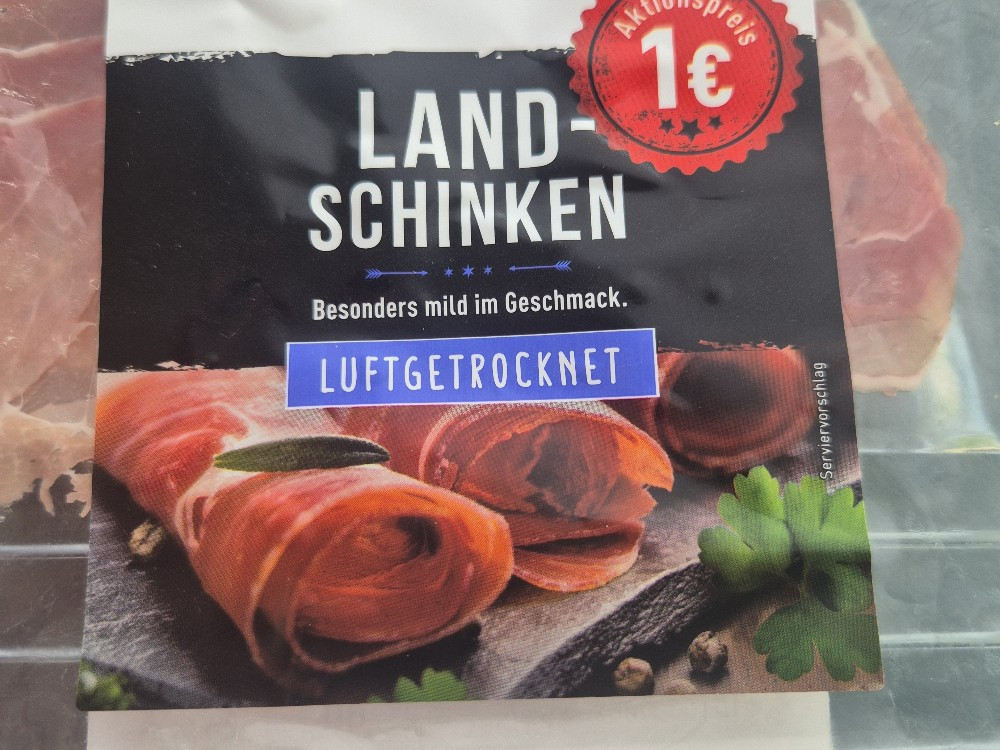 Aktionspreis
1€
LAND-
SCHINKEN
Besonders mild im Geschmack.
LUFTGETROCKNET
Serviervorschlag